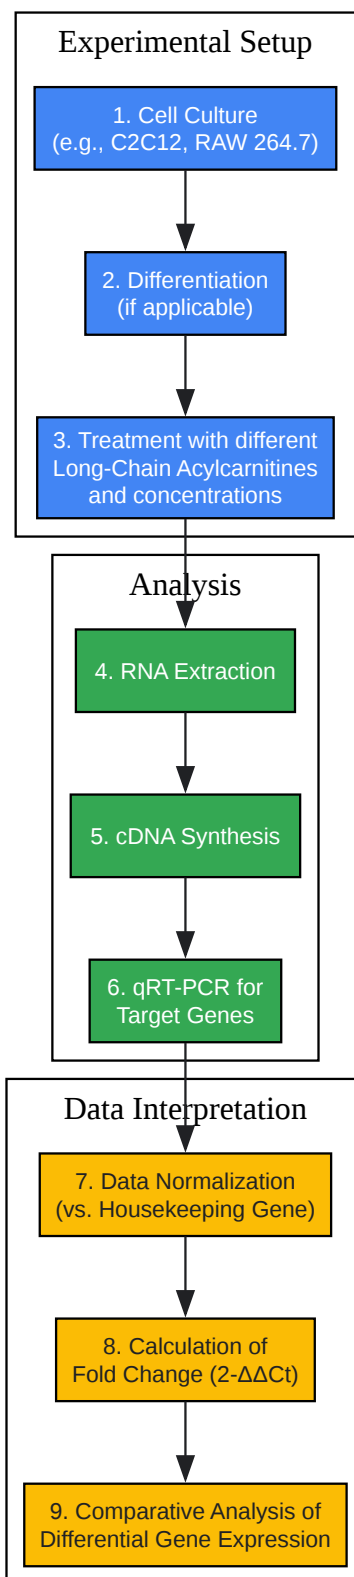 Experimental Setup
1. Cell Culture
(e.g., C2C12, RAW 264.7)
2. Differentiation
(if applicable)
3. Treatment with different
Long-Chain Acylcarnitines
and concentrations
Analysis
4. RNA Extraction
5. cDNA Synthesis
6. qRT-PCR for
Target Genes
Data Interpretation
7. Data Normalization
(vs. Housekeeping Gene)
8. Calculation of
Fold Change (2-ΔΔCt)
9. Comparative Analysis of
Differential Gene Expression